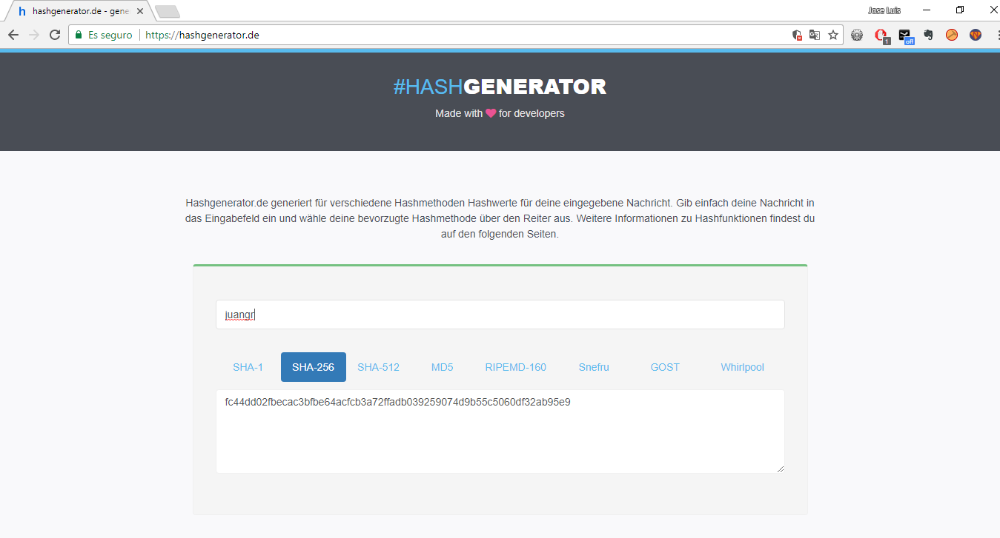 hashgenerator.de - gene
Jose Luis
Es seguro
https://hashgenerator.de
1
off
#HASHGENERATOR
Made with ❤ for developers
Hashgenerator.de generiert für verschiedene Hashmethoden Hashwerte für deine eingegebene Nachricht. Gib einfach deine Nachricht in
das Eingabefeld ein und wähle deine bevorzugte Hashmethode über den Reiter aus. Weitere Informationen zu Hashfunktionen findest du
auf den folgenden Seiten.
juangr
SHA-1 SHA-256 SHA-512 MD5 RIPEMD-160 Snefru GOST Whirlpool
fc44dd02fbecac3bfbe64acfcb3a72ffadb039259074d9b55c5060df32ab95e9